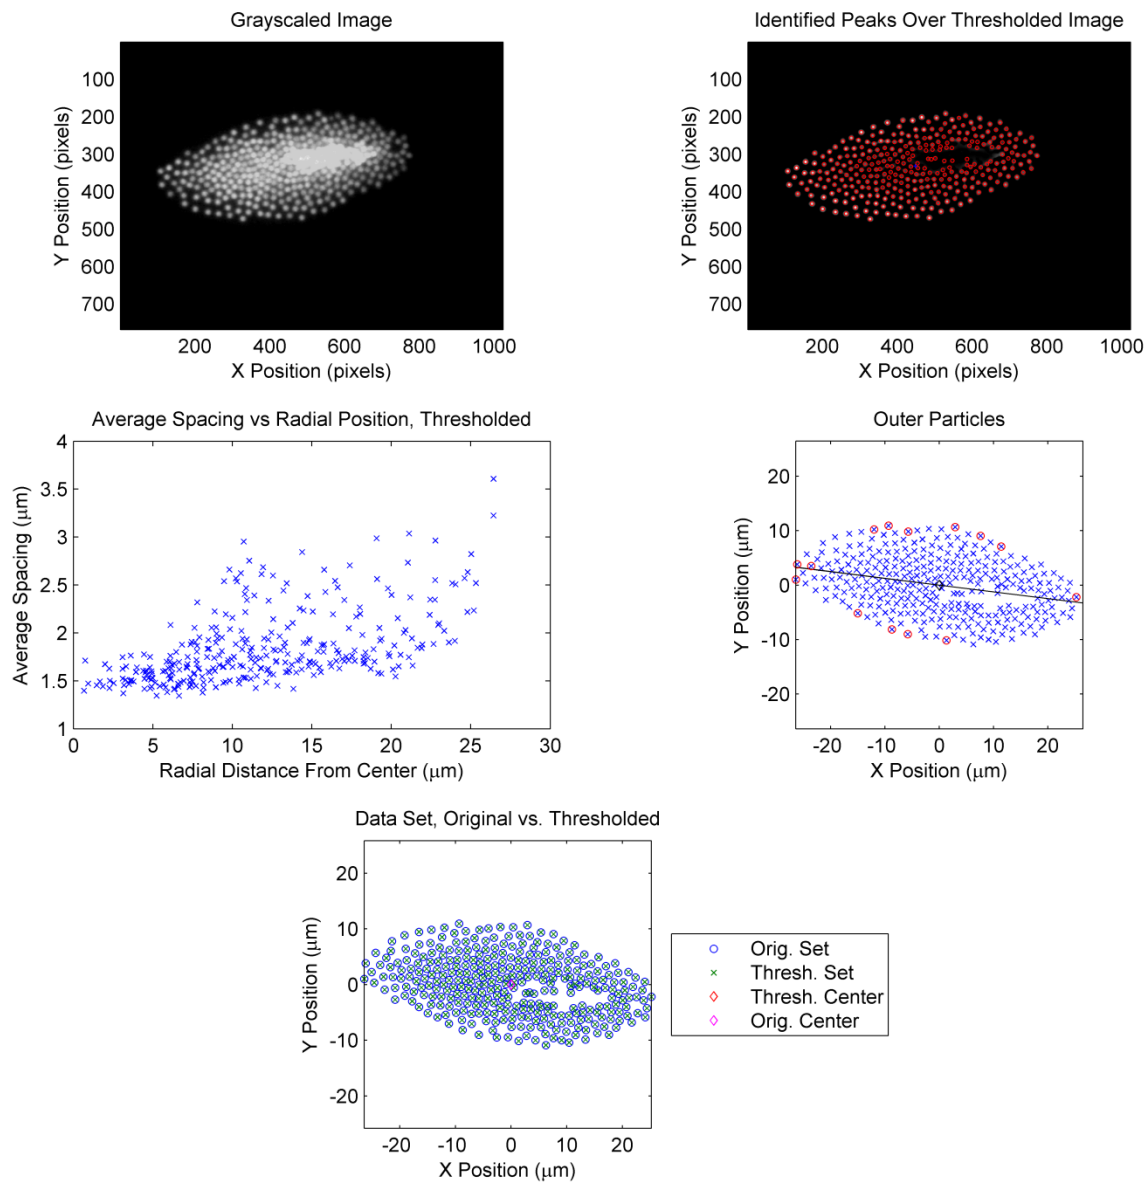 Grayscaled Image
Identified Peaks Over Thresholded Image
Y Position (pixels)
100
200
300
400
500
600
700
200 400 600 800 1000
X Position (pixels)
Y Position (pixels)
100
200
300
400
500
600
700
200 400 600 800 1000
X Position (pixels)
Average Spacing vs Radial Position, Thresholded
Average Spacing (μm)
4
3.5
3
2.5
2
1.5
1
0 5 10 15 20 25 30
Radial Distance From Center (μm)
Outer Particles
Y Position (μm)
20
10
0
-10
-20
-20 -10 0 10 20
X Position (μm)
Data Set, Original vs. Thresholded
Y Position (μm)
20
10
0
-10
-20
-20 -10 0 10 20
X Position (μm)
Orig. Set
Thresh. Set
Thresh. Center
Orig. Center